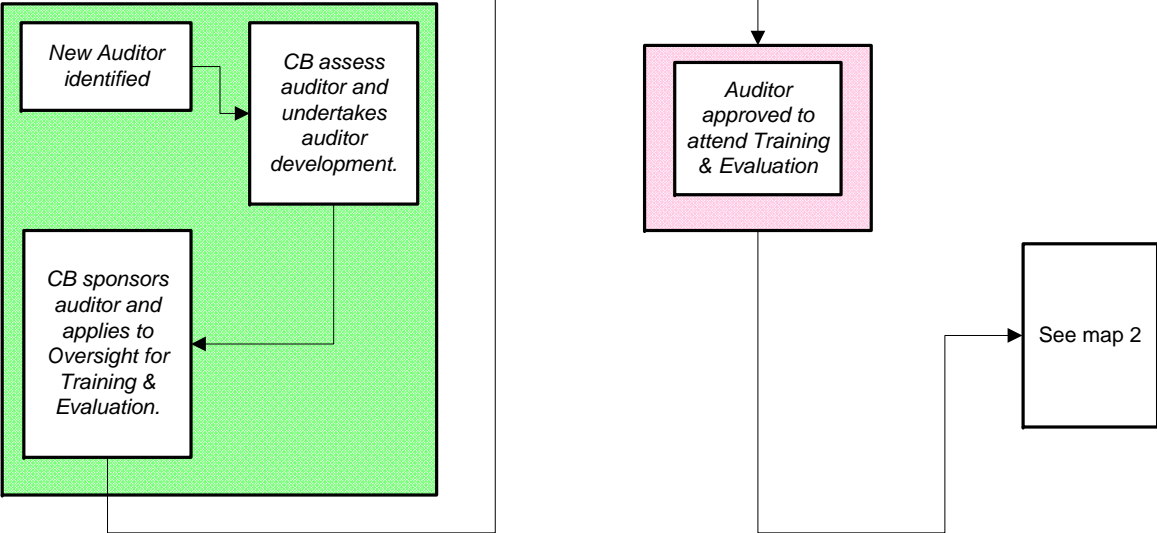 New Auditor
identified
CB assess
auditor and
undertakes
auditor
development.
CB sponsors
auditor and
applies to
Oversight for
Training &
Evaluation.
Auditor
approved to
attend Training
& Evaluation
See map 2